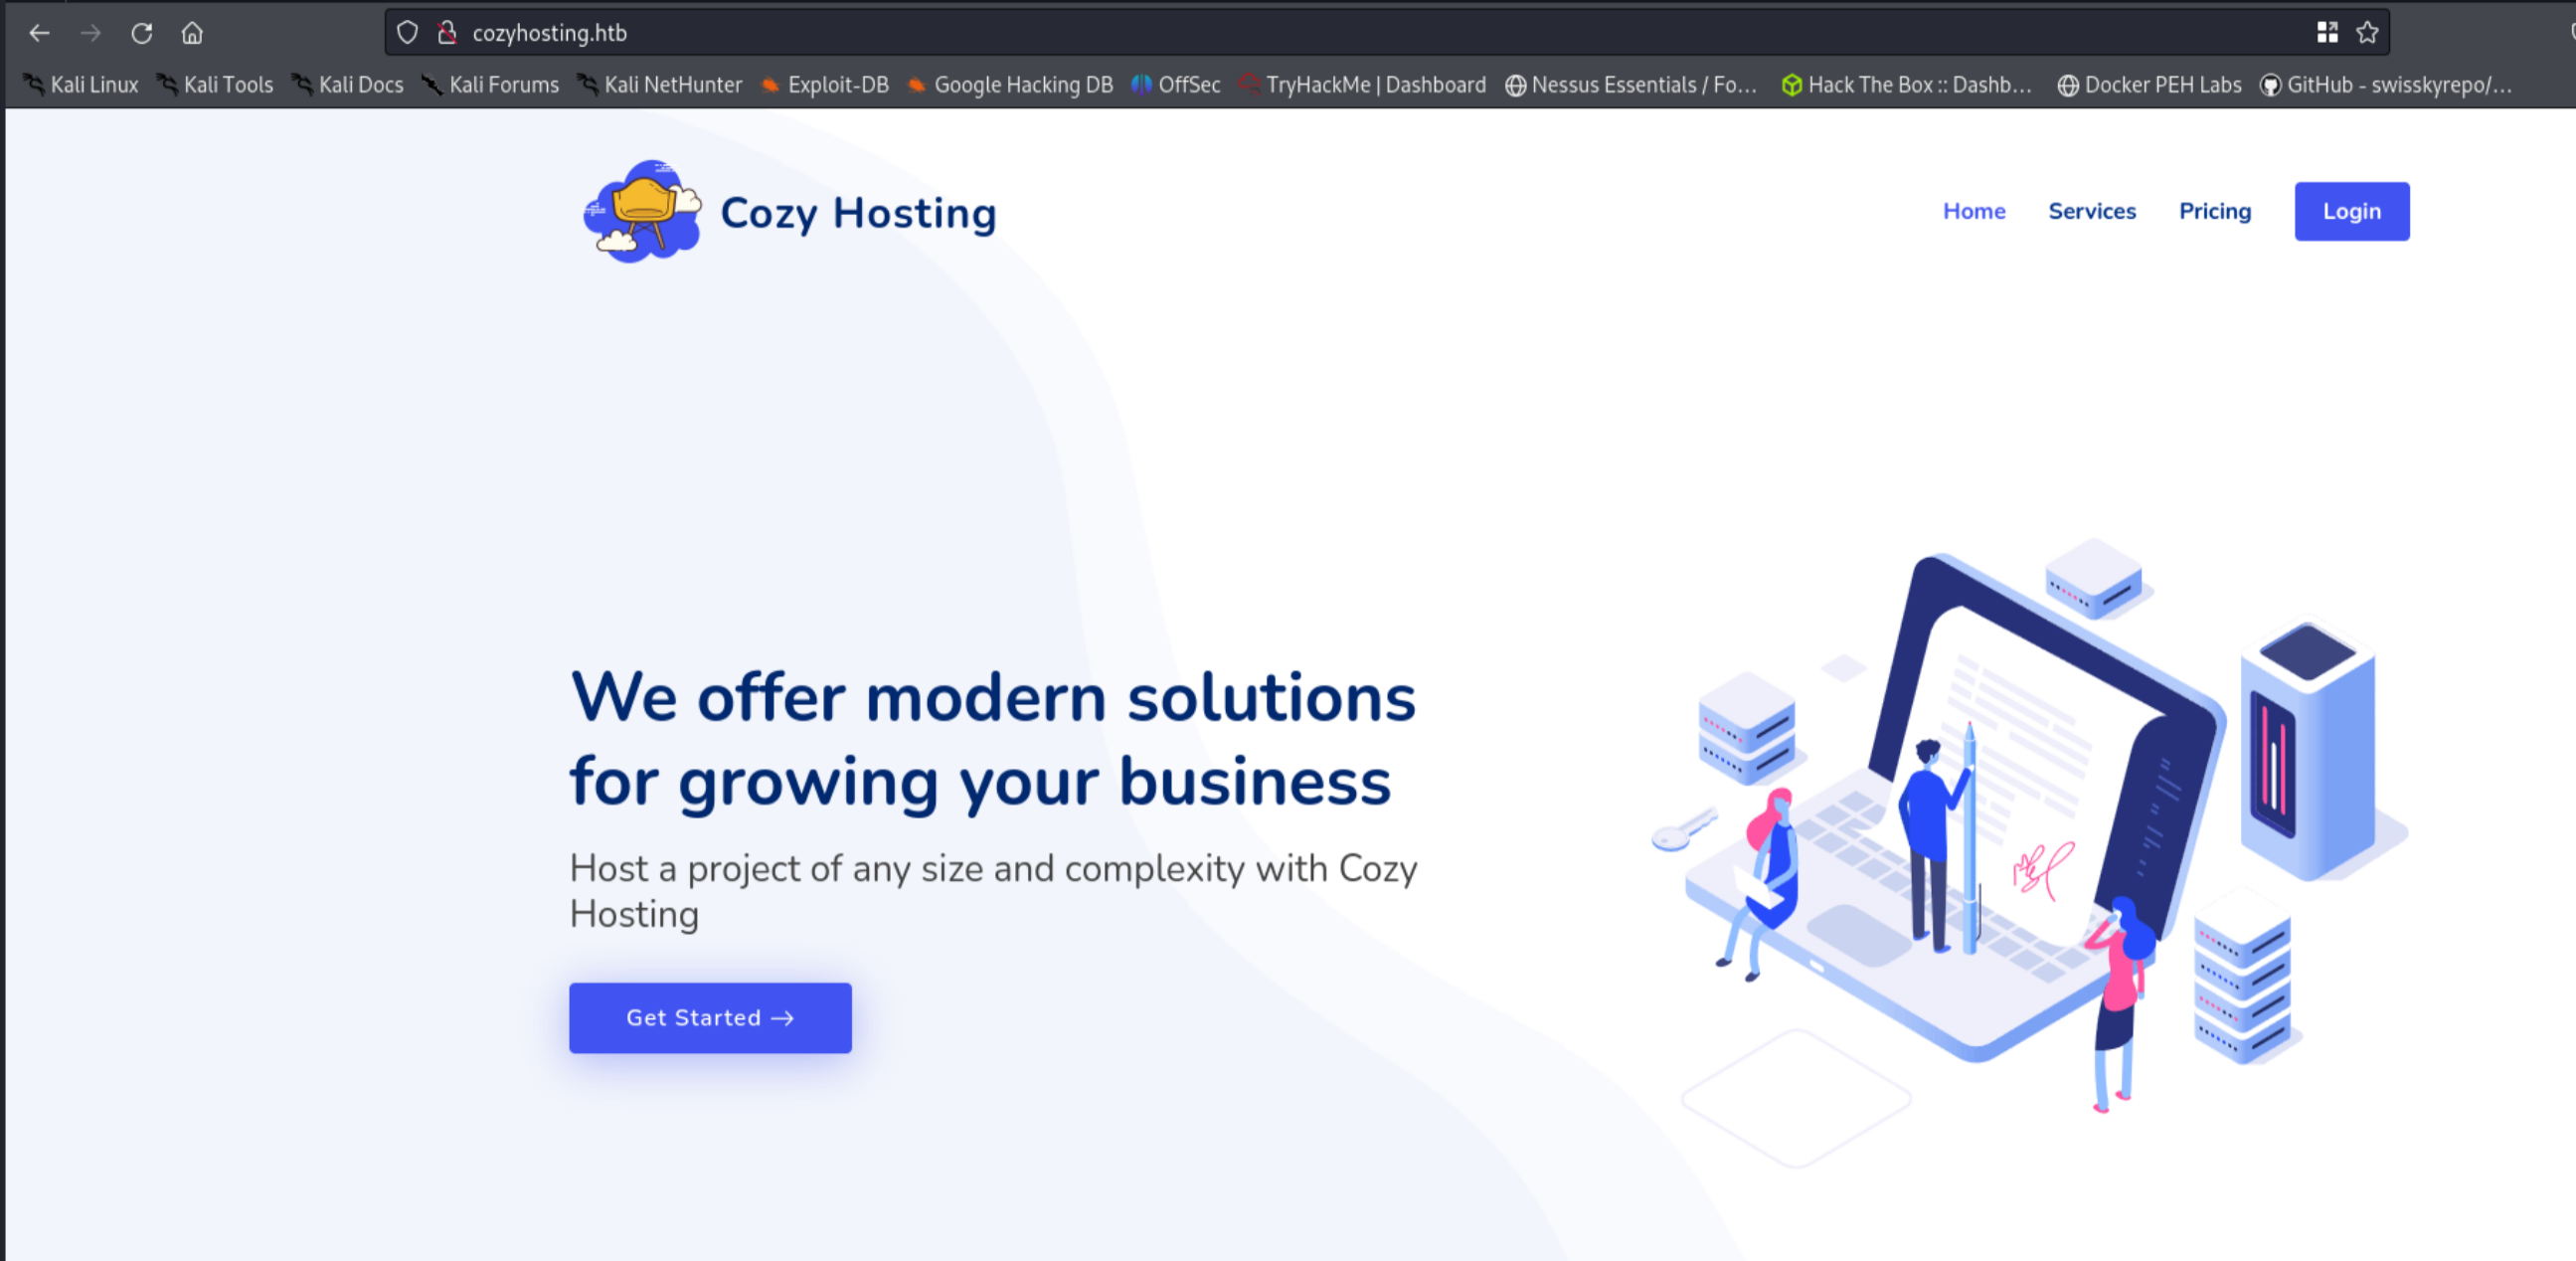 cozyhosting.htb
Kali Linux Kali Tools Kali Docs Kali Forums Kali NetHunter Exploit-DB Google Hacking DB OffSec TryHackMe | Dashboard Nessus Essentials / Fo... Hack The Box :: Dashb... Docker PEH Labs GitHub - swisskyrepo/...
Cozy Hosting Home Services Pricing Login
We offer modern solutions
for growing your business
Host a project of any size and complexity with Cozy
Hosting
Get Started →